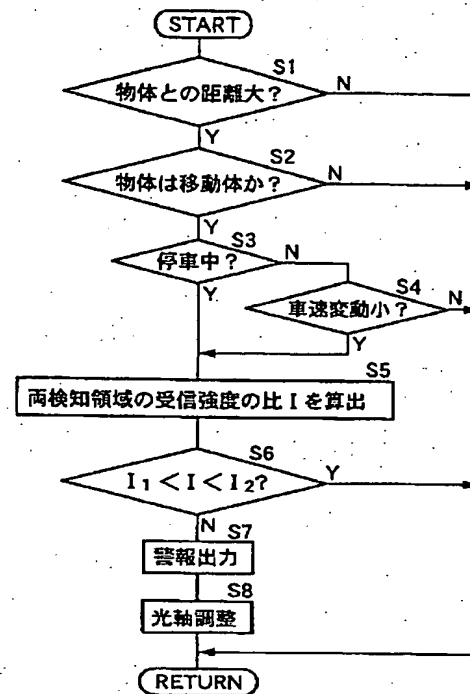 START
S1
物体との距離大?
N
Y
S2
物体は移動体か?
N
Y
S3
停車中?
N
Y
S4
車速変動小?
N
Y
S5
両検知領域の受信強度の比 I を算出
S6
I₁ < I < I₂?
Y
N
S7
警報出力
S8
光軸調整
RETURN